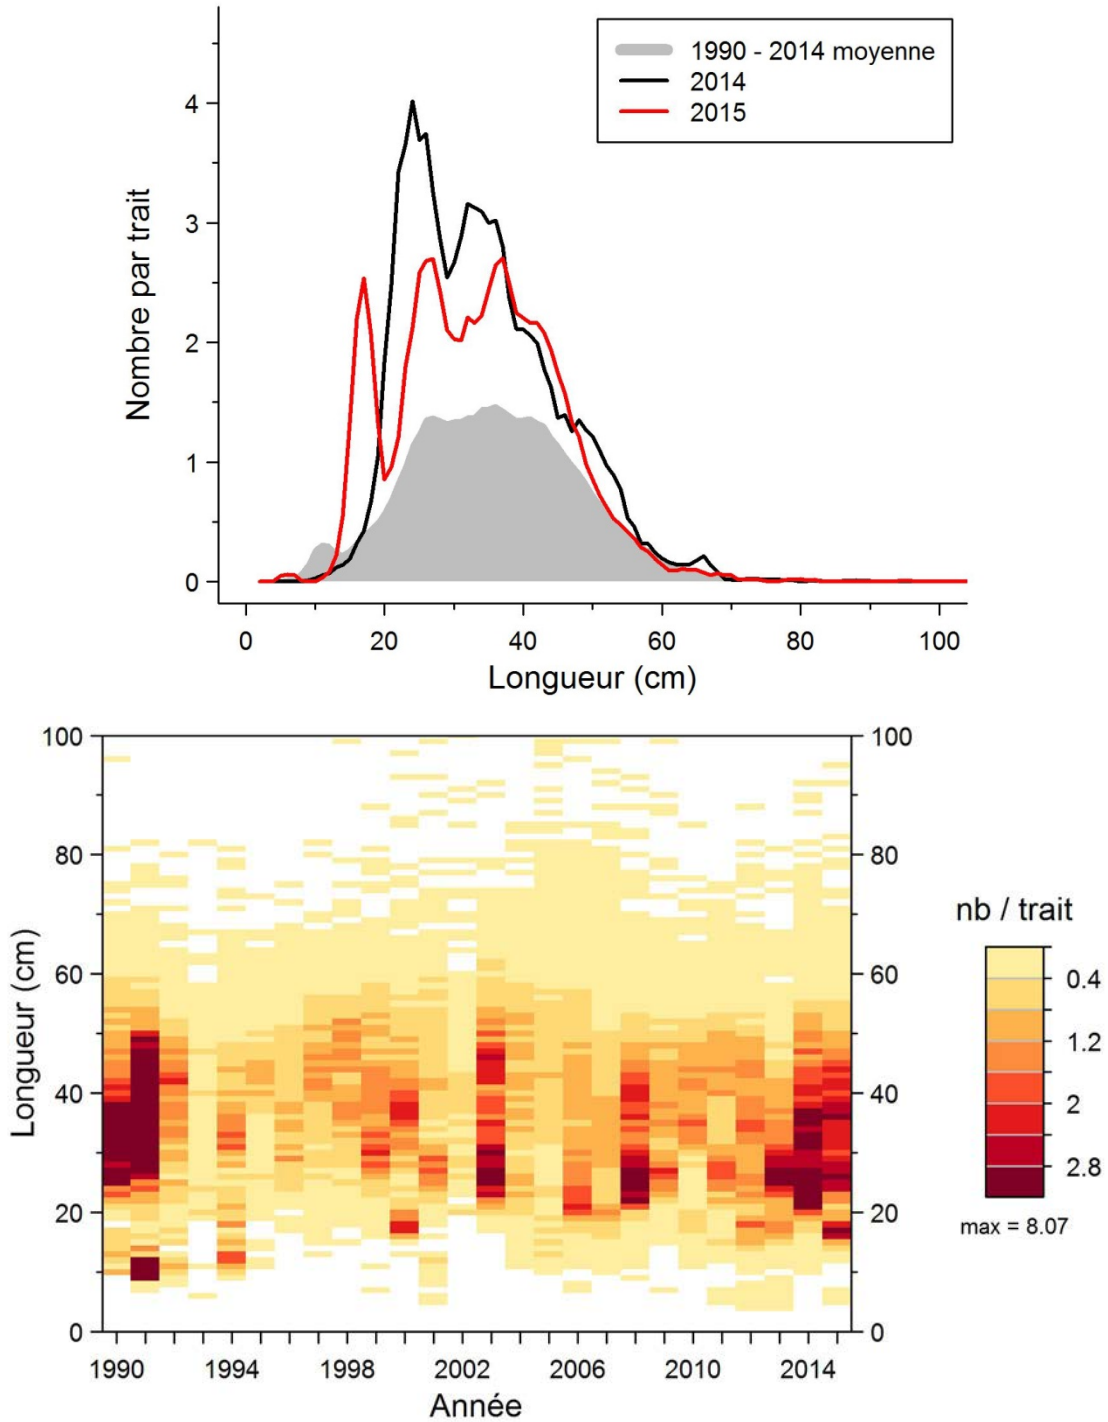 1990 - 2014 moyenne
2014
2015
Nombre par trait
4
3
2
1
0
0 20 40 60 80 100
Longueur (cm)
100 100
80 80
60 60
40 40
20 20
0 0
Longueur (cm)
1990 1994 1998 2002 2006 2010 2014
Année
nb / trait
0.4
1.2
2
2.8
max = 8.07